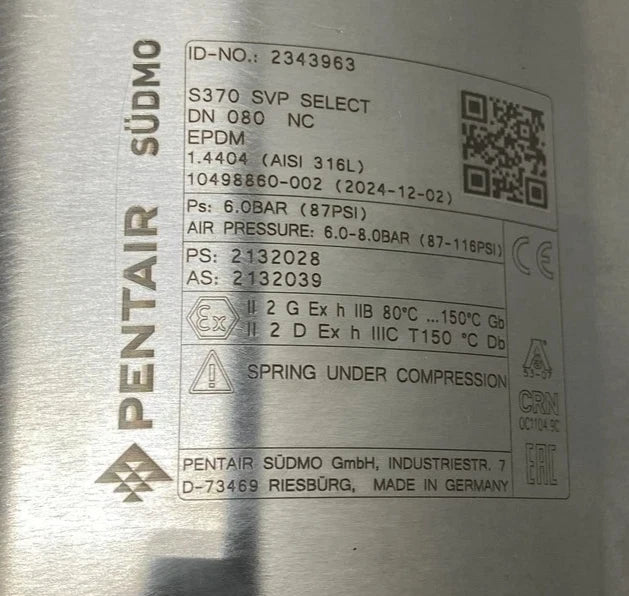 PENTAIR SÜDMO
ID-NO.: 2343963
S370 SVP SELECT
DN 080 NC
EPDM
1.4404 (AISI 316L)
10498860-002 (2024-12-02)
Ps: 6.0BAR (87PSI)
AIR PRESSURE: 6.0-8.0BAR (87-116PSI)
CE
PS: 2132028
AS: 2132039
Ex
II 2 G Ex h IIB 80°C ...150°C Gb
II 2 D Ex h IIIC T150 °C Db
SPRING UNDER COMPRESSION
CRN
0C1104.9C
EAC
PENTAIR SÜDMO GmbH, INDUSTRIESTR. 7
D-73469 RIESBÜRG, MADE IN GERMANY